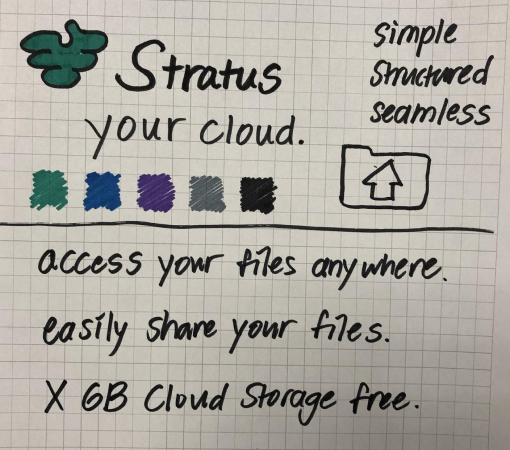 Stratus
your cloud.
simple
structured
seamless
access your files anywhere.
easily share your files.
X GB Cloud Storage free.